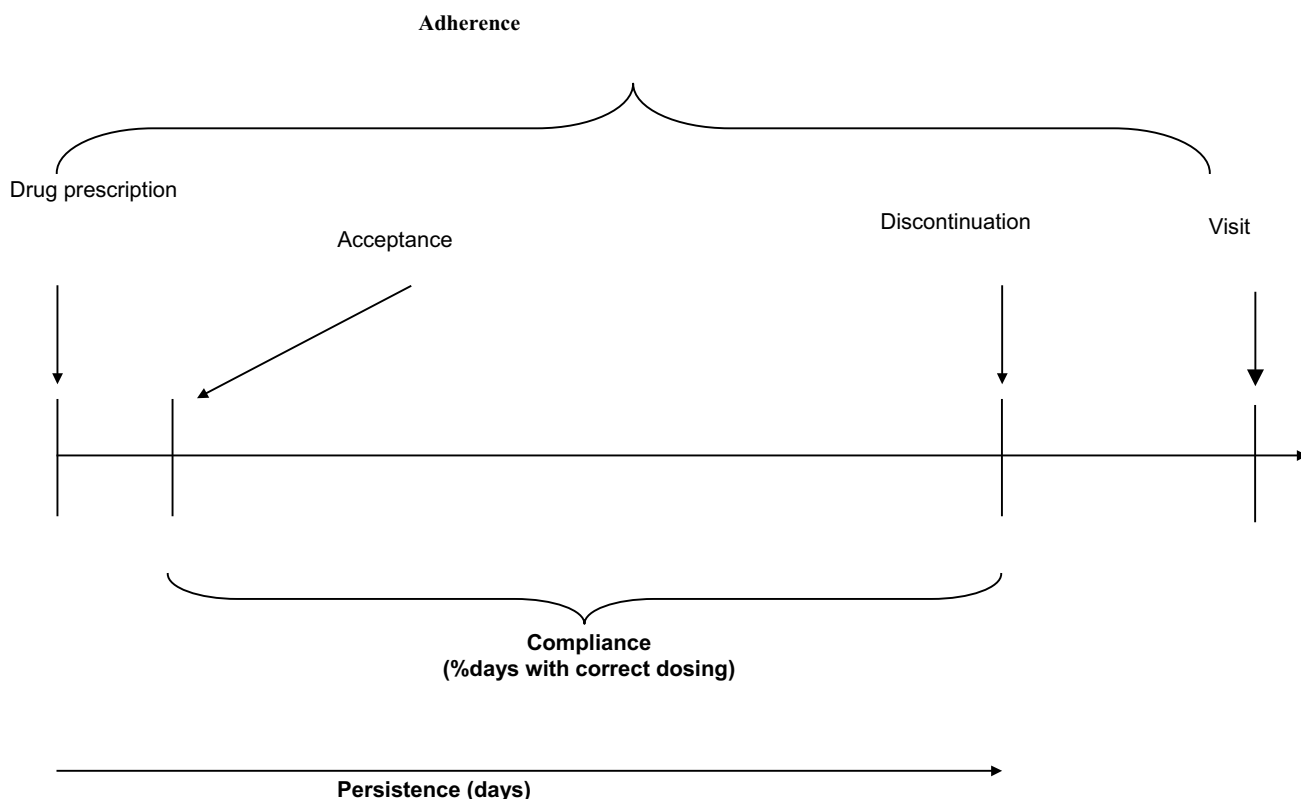 Adherence
Drug prescription
Acceptance
Discontinuation
Visit
Compliance
(%days with correct dosing)
Persistence (days)